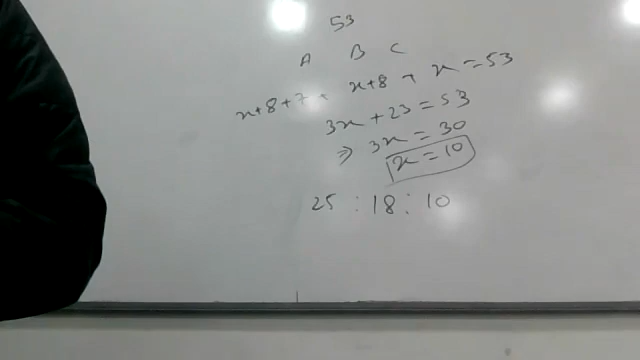 53
A B C
x+8+7+ x+8 + x = 53
3x + 23 = 53
⇒ 3x = 30
x = 10
25 : 18 : 10